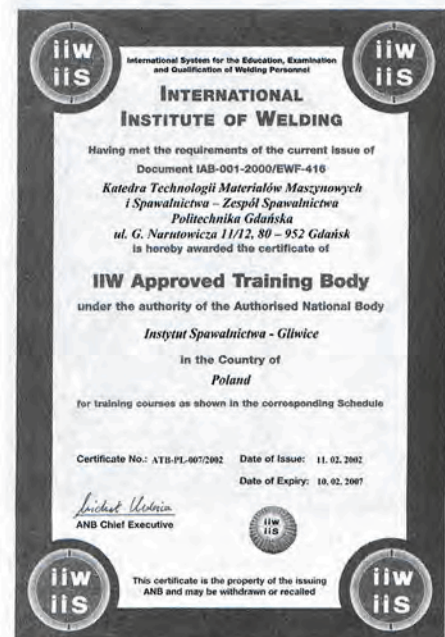 iiw
iis
iiw
iis
International System for the Education, Examination
and Qualification of Welding Personnel
INTERNATIONAL
INSTITUTE OF WELDING
Having met the requirements of the current issue of
Document IAB-001-2000/EWF-416
Katedra Technologii Materiałów Maszynowych
i Spawalnictwa – Zespół Spawalnictwa
Politechnika Gdańska
ul. G. Narutowicza 11/12, 80 – 952 Gdańsk
is hereby awarded the certificate of
IIW Approved Training Body
under the authority of the Authorised National Body
Instytut Spawalnictwa - Gliwice
in the Country of
Poland
for training courses as shown in the corresponding Schedule
Certificate No.: ATB-PL-007/2002 Date of Issue: 11. 02. 2002
Date of Expiry: 10. 02. 2007
ANB Chief Executive
iiw
iis
iiw
iis
This certificate is the property of the issuing
ANB and may be withdrawn or recalled
iiw
iis